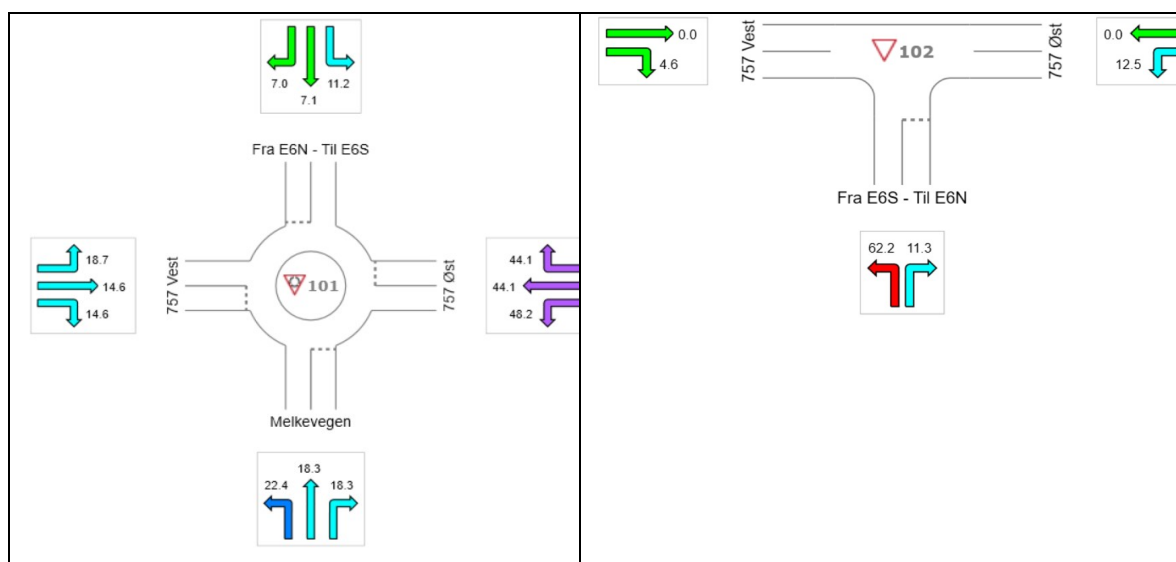 7.0
11.2
7.1
Fra E6N - Til E6S
18.7
14.6
14.6
757 Vest
101
757 Øst
44.1
44.1
48.2
Melkevegen
18.3
22.4
18.3
0.0
4.6
757 Vest
102
757 Øst
0.0
12.5
Fra E6S - Til E6N
62.2
11.3